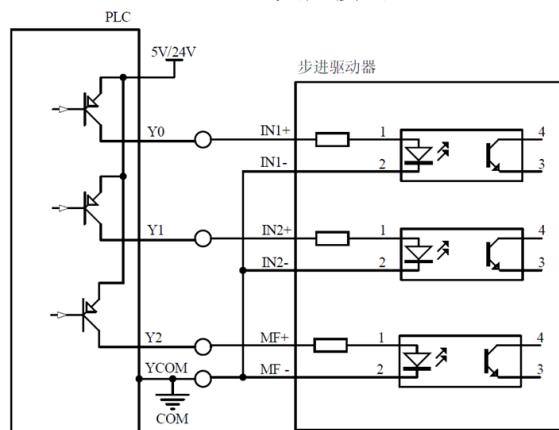 PLC
5V/24V
步进驱动器
Y0
IN1+
1
4
IN1-
2
3
Y1
IN2+
1
4
IN2-
2
3
Y2
MF+
1
4
YCOM
MF -
2
3
COM